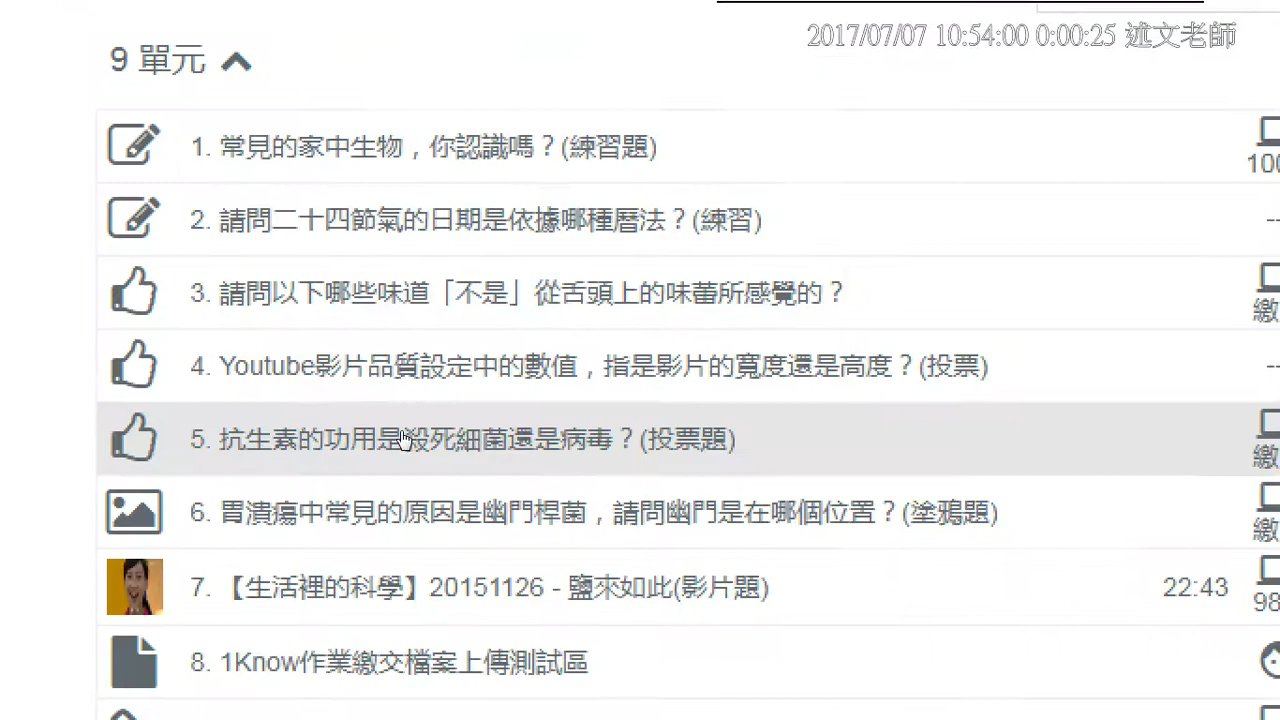 2017/07/07 10:54:00 0:00:25 述文老師
9 單元
1. 常見的家中生物，你認識嗎？(練習題)
100
2. 請問二十四節氣的日期是依據哪種曆法？(練習)
--
3. 請問以下哪些味道「不是」從舌頭上的味蕾所感覺的？
繳
4. Youtube影片品質設定中的數值，指是影片的寬度還是高度？(投票)
--
5. 抗生素的功用是殺死細菌還是病毒？(投票題)
繳
6. 胃潰瘍中常見的原因是幽門桿菌，請問幽門是在哪個位置？(塗鴉題)
繳
7. 【生活裡的科學】20151126 - 鹽來如此(影片題)
22:43
98
8. 1Know作業繳交檔案上傳測試區